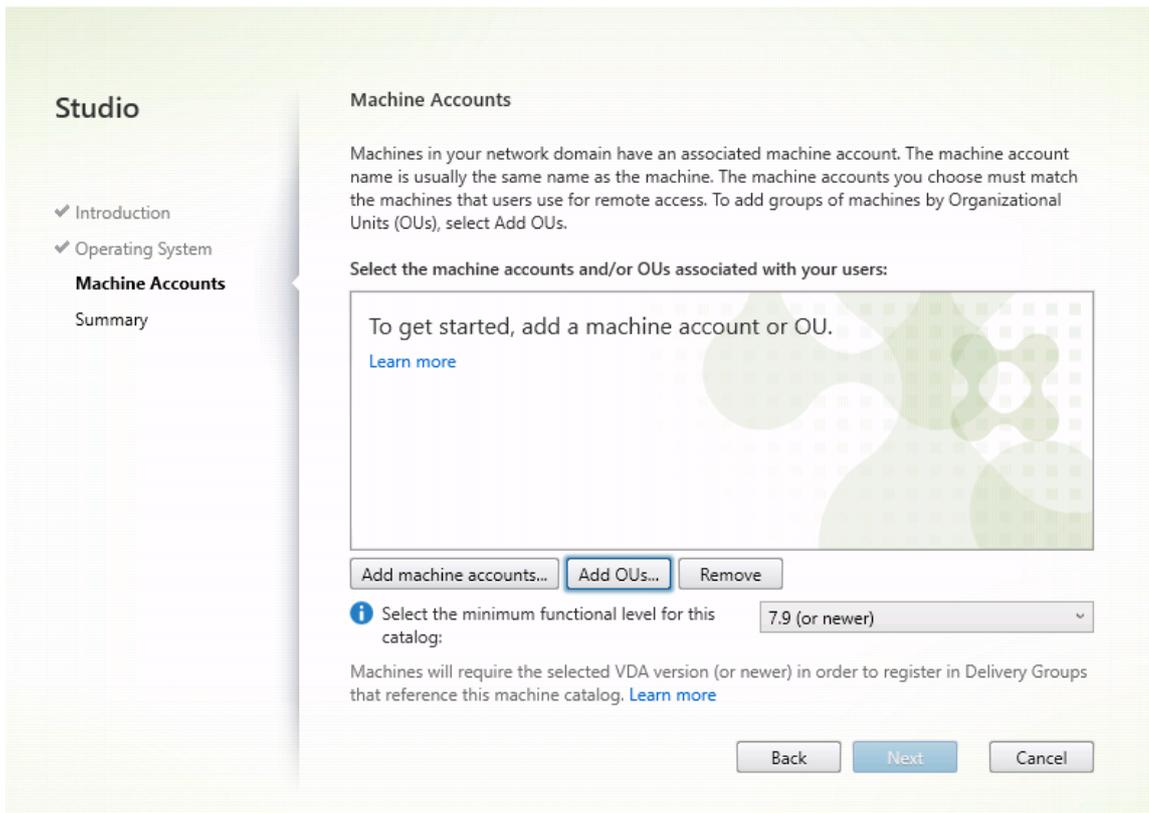 Studio
Introduction
Operating System
Machine Accounts
Summary
Machine Accounts
Machines in your network domain have an associated machine account. The machine account
name is usually the same name as the machine. The machine accounts you choose must match
the machines that users use for remote access. To add groups of machines by Organizational
Units (OUs), select Add OUs.
Select the machine accounts and/or OUs associated with your users:
To get started, add a machine account or OU.
Learn more
Add machine accounts... Add OUs... Remove
Select the minimum functional level for this
catalog:
7.9 (or newer)
Machines will require the selected VDA version (or newer) in order to register in Delivery Groups
that reference this machine catalog. Learn more
Back Next Cancel